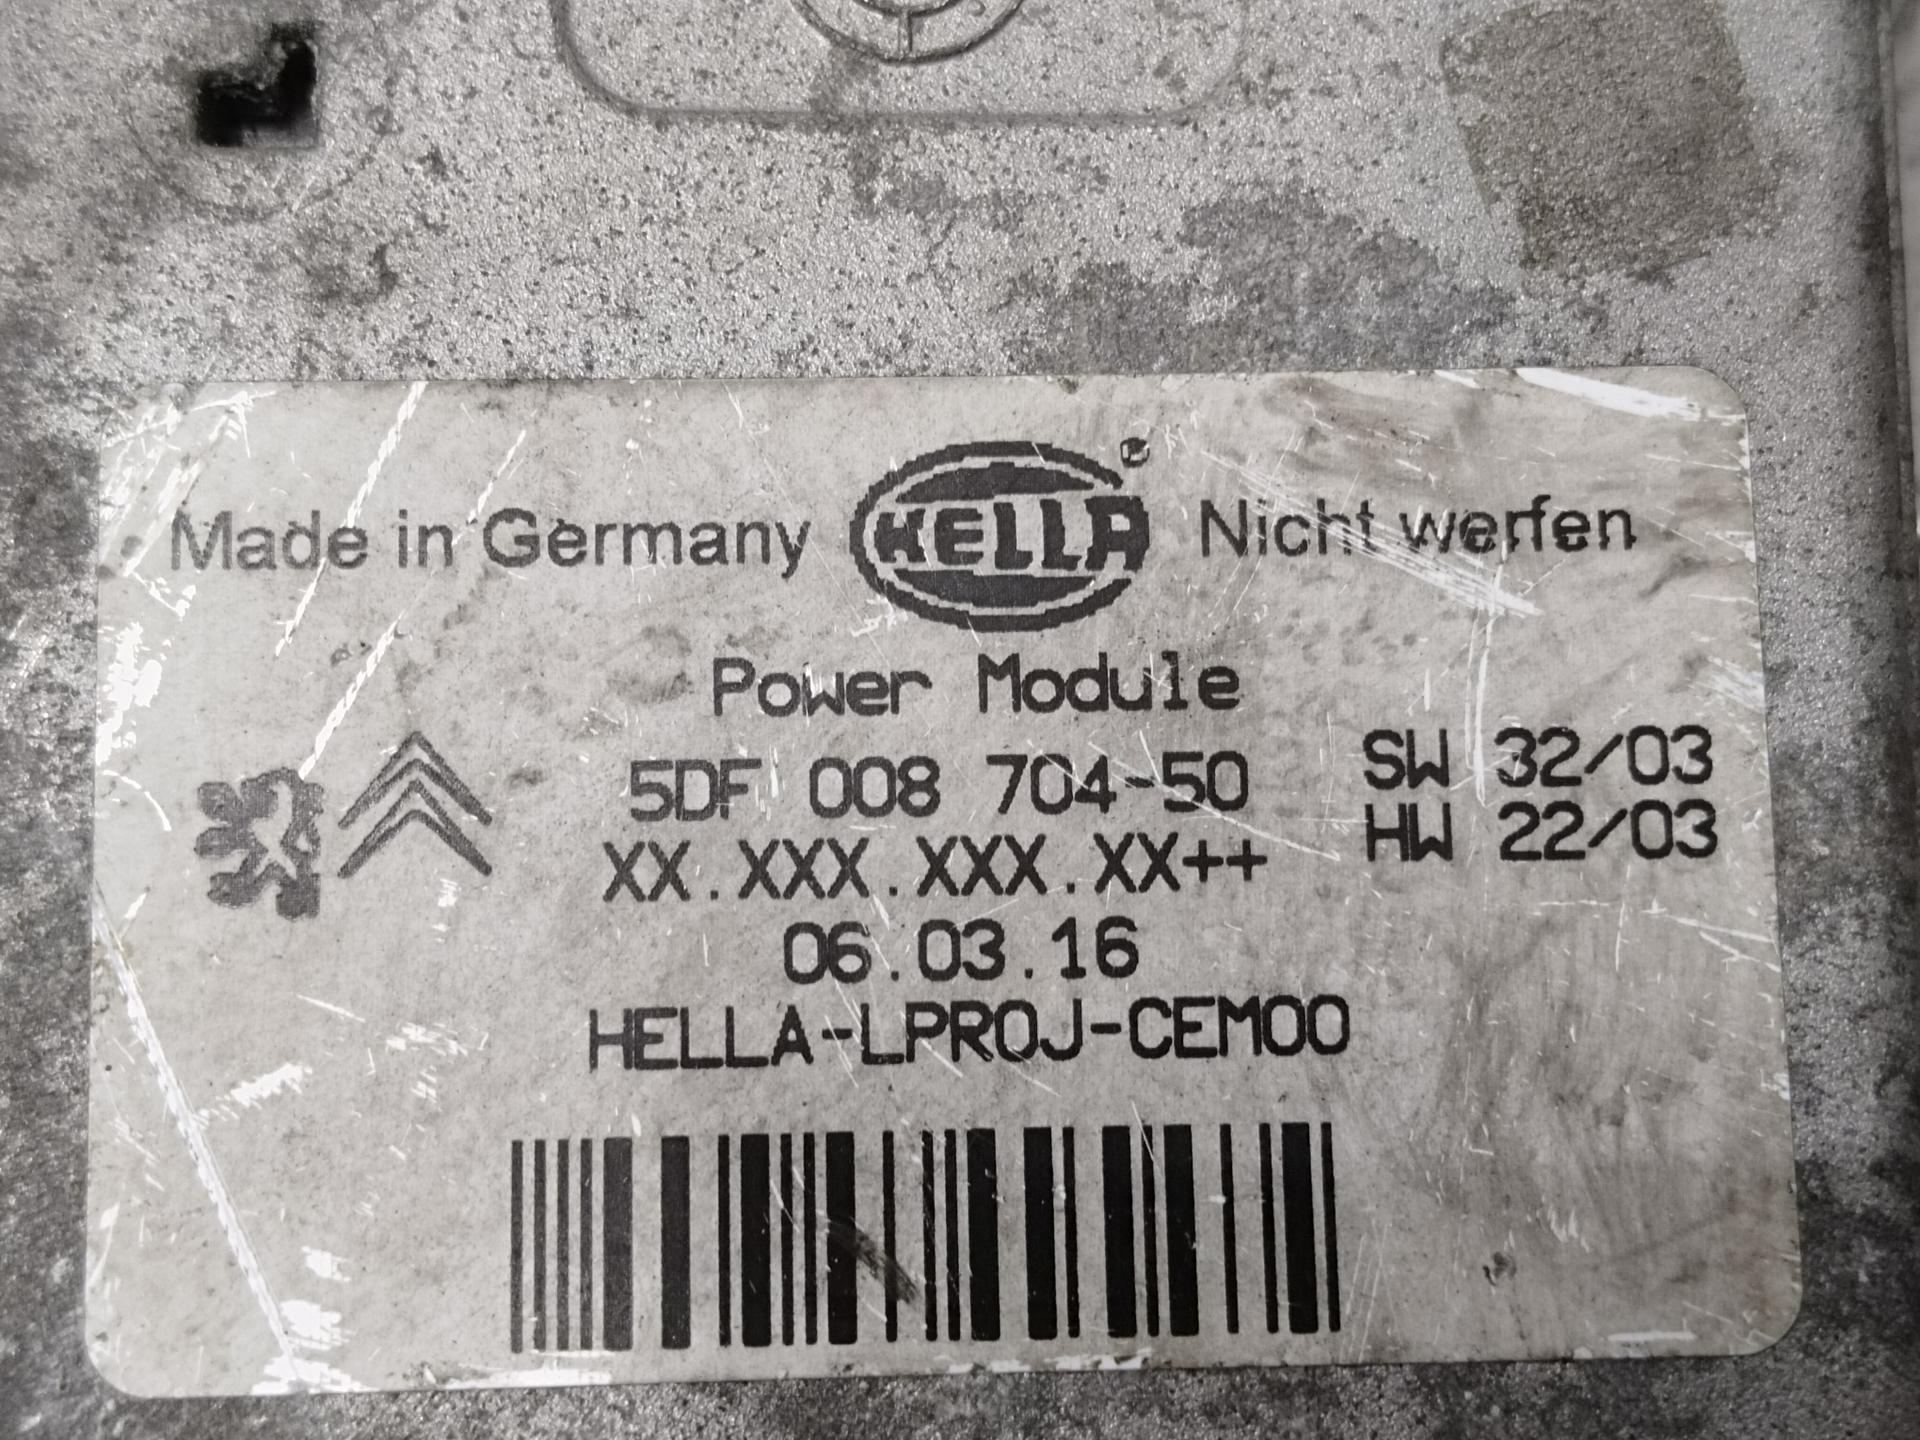 Made in Germany HELLA Nicht werfen
Power Module
5DF 008 704-50 SW 32/03
XX.XXX.XXX.XX++ HW 22/03
06.03.16
HELLA-LPROJ-CEM00